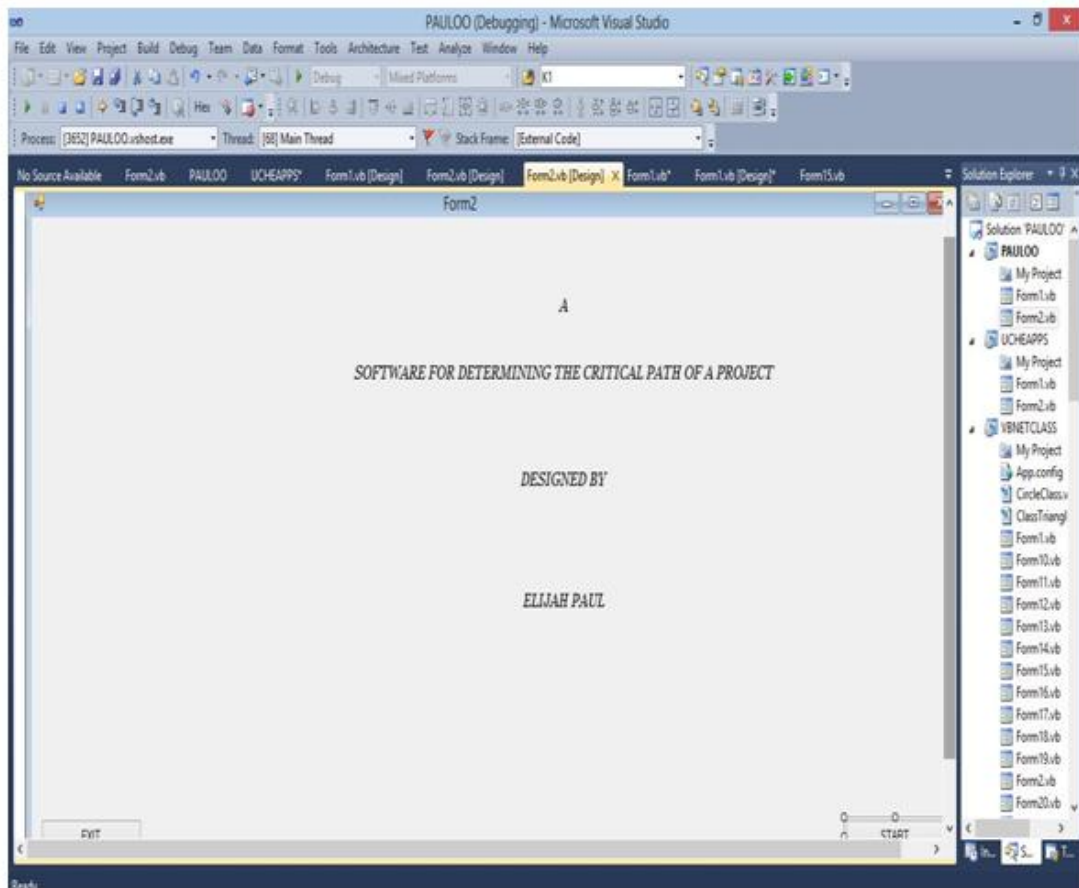 PAULOO (Debugging) - Microsoft Visual Studio
File Edit View Project Build Debug Team Data Format Tools Architecture Test Analyze Window Help
Debug Mixed Platforms K1
Hex
Process: [3652] PAULOO.vshost.exe Thread: [68] Main Thread Stack Frame: [External Code]
No Source Available Form2.vb PAULOO UCHEAPPS* Form1.vb [Design] Form2.vb [Design] Form2.vb [Design] X Form1.vb* Form1.vb [Design]* Form15.vb
Form2
A
SOFTWARE FOR DETERMINING THE CRITICAL PATH OF A PROJECT
DESIGNED BY
ELIJAH PAUL
EXIT
START
Solution Explorer
Solution 'PAULOO'
PAULOO
My Project
Form1.vb
Form2.vb
UCHEAPPS
My Project
Form1.vb
Form2.vb
VBNETCLASS
My Project
App.config
CircleClass.v
ClassTriangl
Form1.vb
Form10.vb
Form11.vb
Form12.vb
Form13.vb
Form14.vb
Form15.vb
Form16.vb
Form17.vb
Form18.vb
Form19.vb
Form2.vb
Form20.vb
In... S... T...
Ready